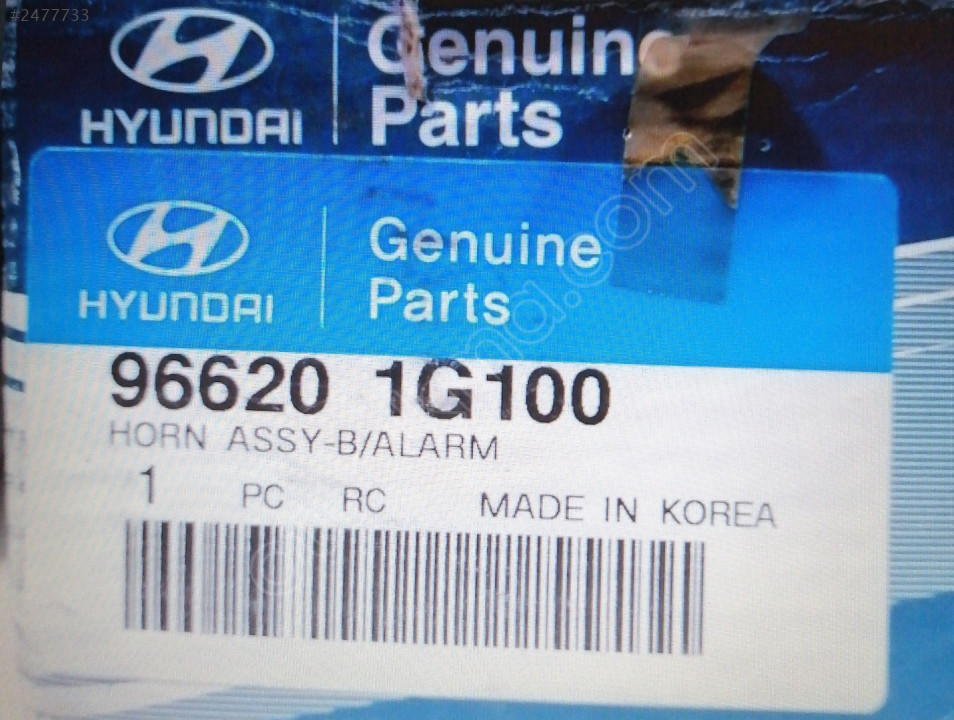 #2477733
HYUNDAI
Genuine
Parts
HYUNDAI
Genuine
Parts
96620 1G100
HORN ASSY-B/ALARM
1 PC RC MADE IN KOREA